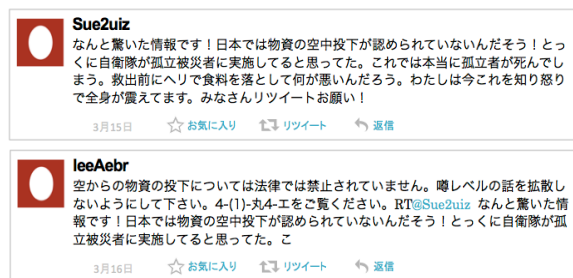 Sue2uiz
なんと驚いた情報です！日本では物資の空中投下が認められていないんだそう！とっ
くに自衛隊が孤立被災者に実施してると思ってた。これでは本当に孤立者が死んでし
まう。救出前にヘリで食料を落として何が悪いんだろう。わたしは今これを知り怒り
で全身が震えてます。みなさんリツイートお願い！
3月15日 お気に入り リツイート 返信
leeAebr
空からの物資の投下については法律では禁止されていません。噂レベルの話を拡散し
ないようにして下さい。4-(1)-丸4-エをご覧ください。RT@Sue2uiz なんと驚いた情
報です！日本では物資の空中投下が認められていないんだそう！とっくに自衛隊が孤
立被災者に実施してると思ってた。こ
3月16日 お気に入り リツイート 返信